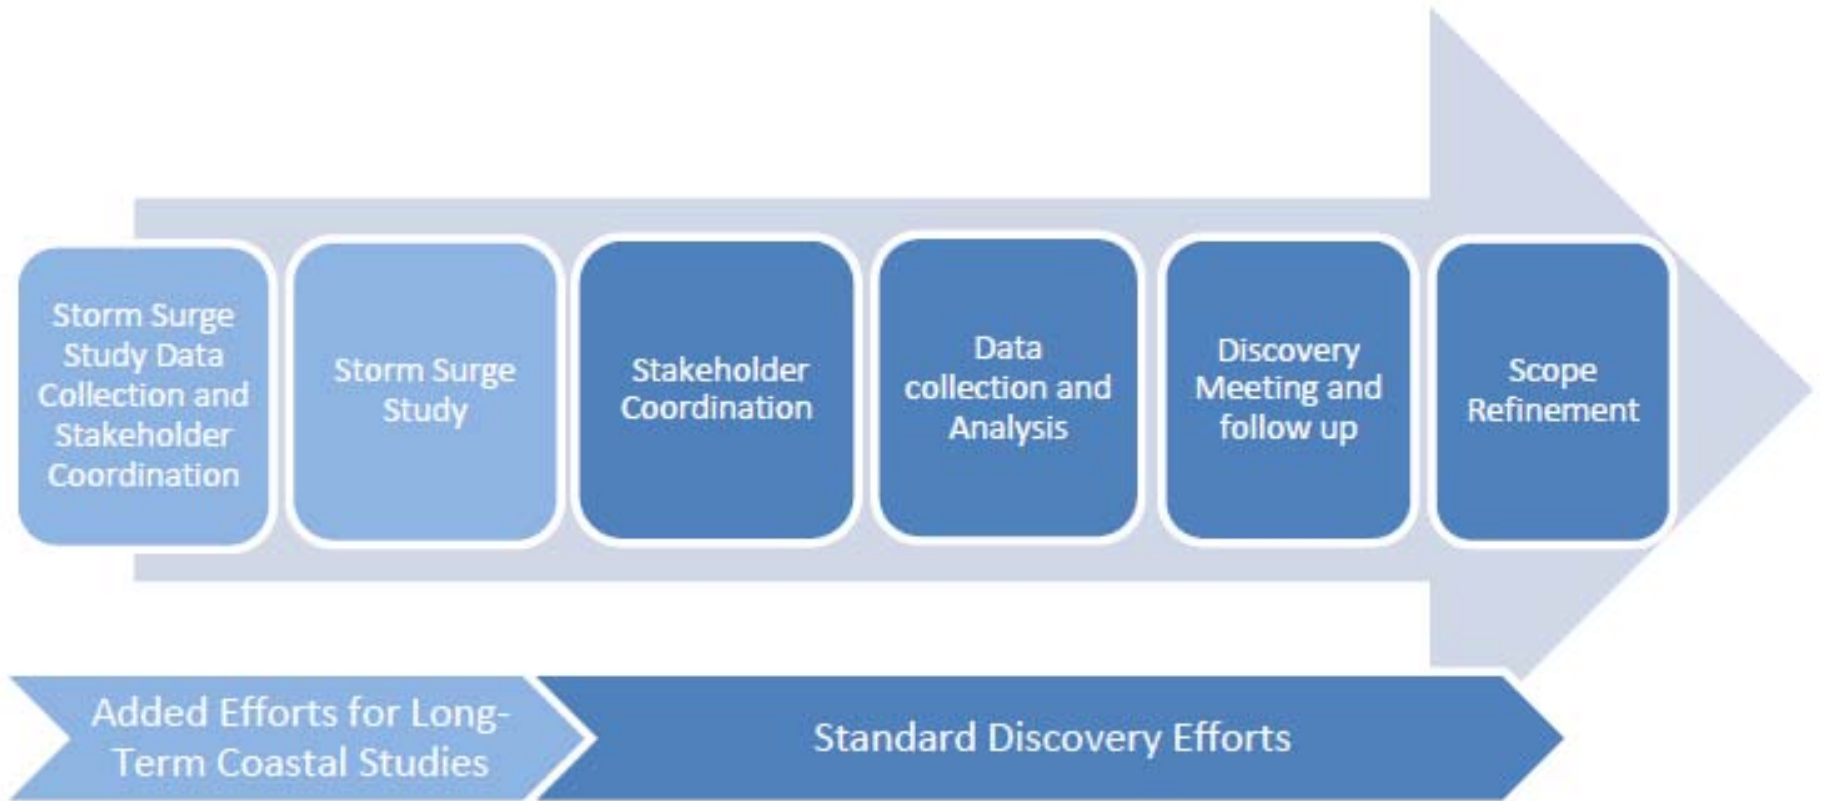 Storm Surge
Study Data
Collection and
Stakeholder
Coordination
Storm Surge
Study
Stakeholder
Coordination
Data
collection and
Analysis
Discovery
Meeting and
follow up
Scope
Refinement
Added Efforts for Long-
Term Coastal Studies
Standard Discovery Efforts